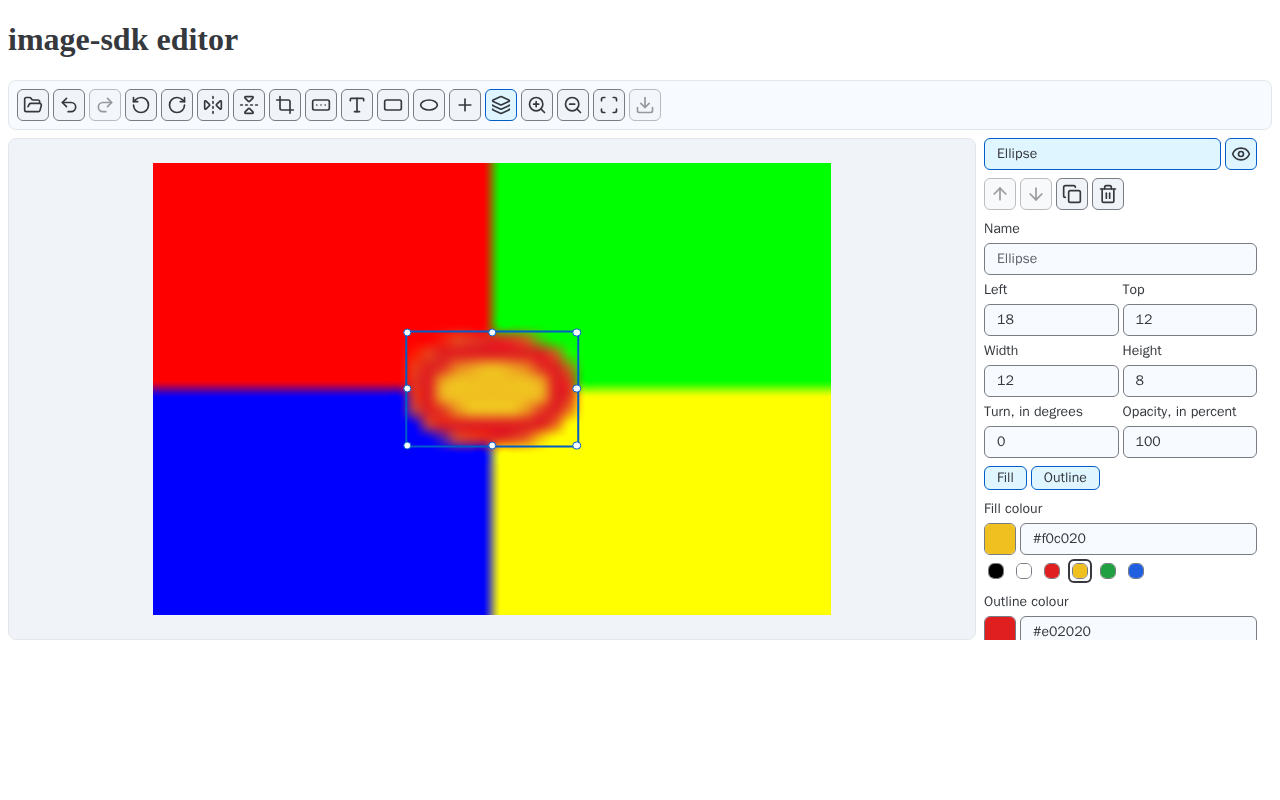 image-sdk editor
Ellipse
Name
Ellipse
Left Top
18 12
Width Height
12 8
Turn, in degrees Opacity, in percent
0 100
Fill Outline
Fill colour
#f0c020
Outline colour
#e02020